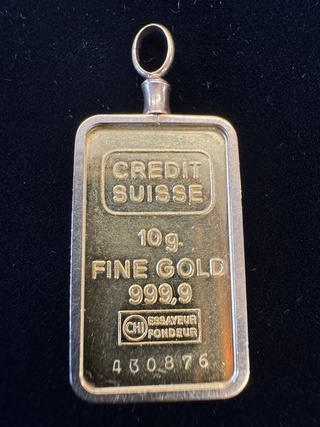 CREDIT
SUISSE
10g.
FINE GOLD
999,9
CHI ESSAYEUR
FONDEUR
430876